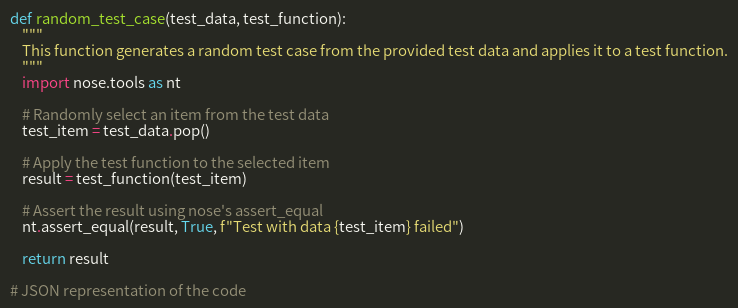 def random_test_case(test_data, test_function):
"""
This function generates a random test case from the provided test data and applies it to a test function.
"""
import nose.tools as nt
# Randomly select an item from the test data
test_item = test_data.pop()
# Apply the test function to the selected item
result = test_function(test_item)
# Assert the result using nose's assert_equal
nt.assert_equal(result, True, f"Test with data {test_item} failed")
return result
# JSON representation of the code